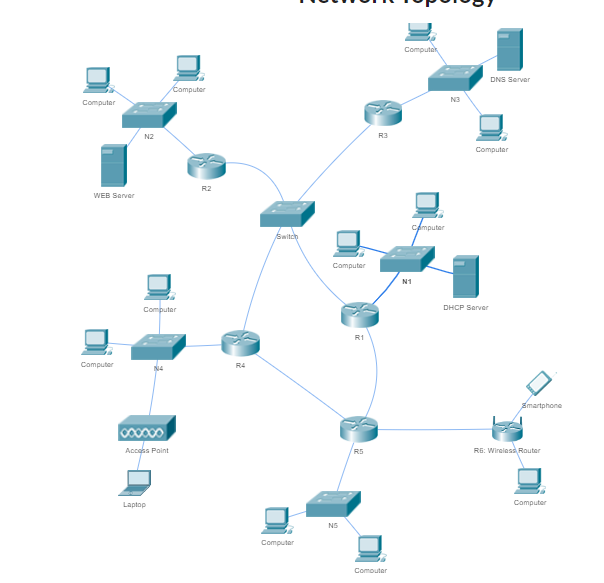 Network Topology
Computer
DNS Server
Computer
Computer
N3
N2
R3
Computer
R2
WEB Server
Computer
Switch
Computer
N1
DHCP Server
Computer
R1
N4
R4
Computer
Smartphone
Access Point
R5
R6: Wireless Router
Laptop
Computer
N5
Computer
Computer